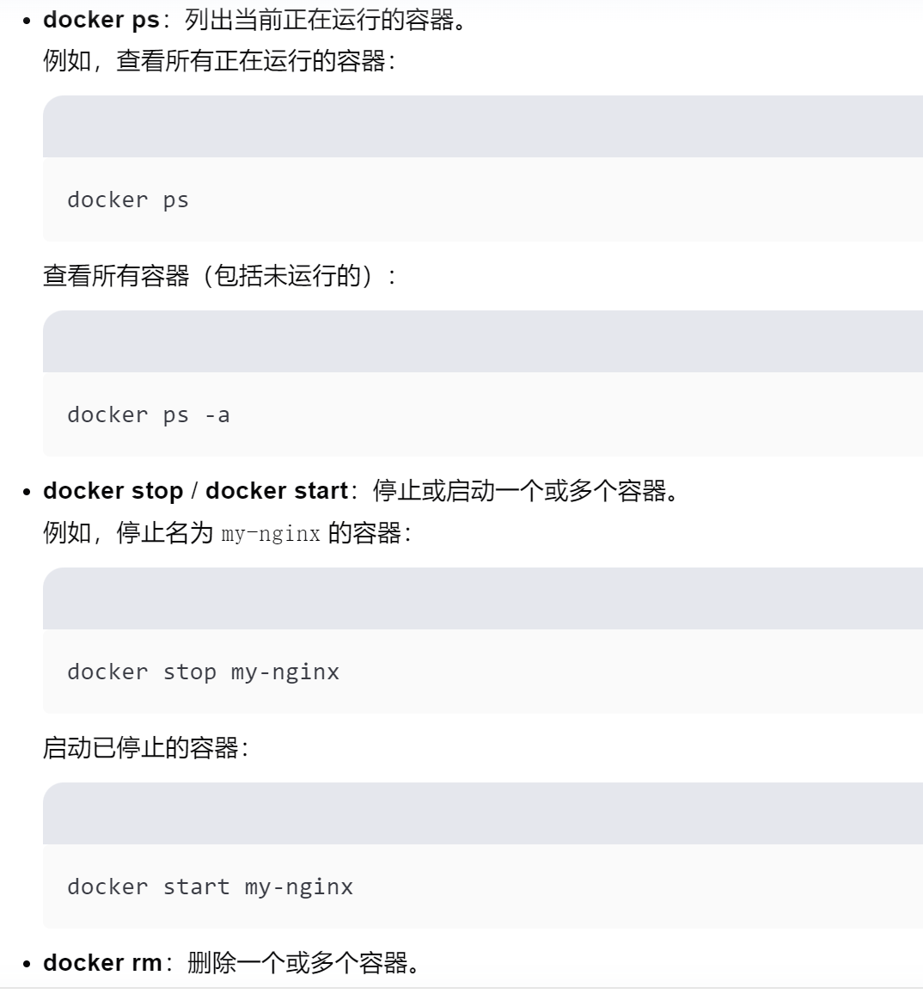 • docker ps：列出当前正在运行的容器。
例如，查看所有正在运行的容器：
docker ps
查看所有容器（包括未运行的）：
docker ps -a
• docker stop / docker start：停止或启动一个或多个容器。
例如，停止名为 my-nginx 的容器：
docker stop my-nginx
启动已停止的容器：
docker start my-nginx
• docker rm：删除一个或多个容器。